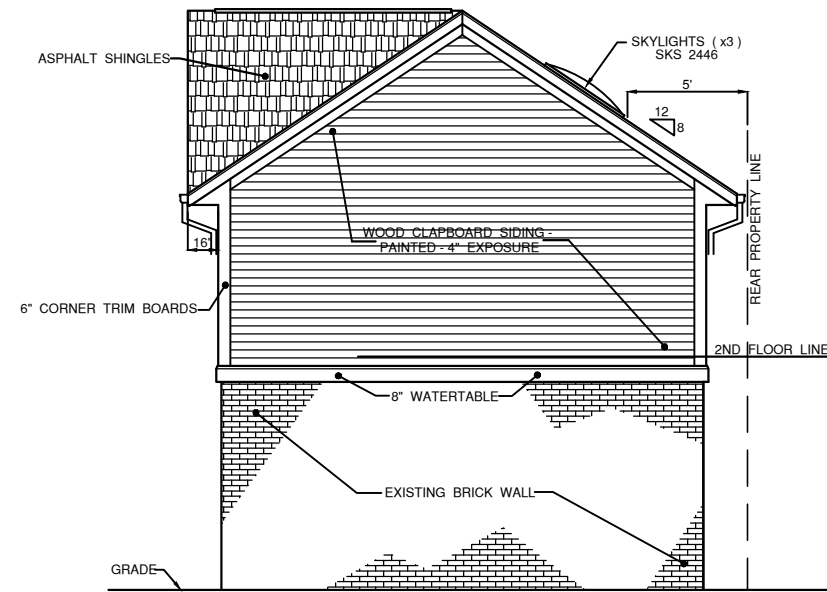 SKYLIGHTS ( x3 )
SKS 2446
ASPHALT SHINGLES
5'
12
8
REAR PROPERTY LINE
WOOD CLAPBOARD SIDING -
PAINTED - 4" EXPOSURE
16"
6" CORNER TRIM BOARDS
2ND FLOOR LINE
8" WATERTABLE
EXISTING BRICK WALL
GRADE